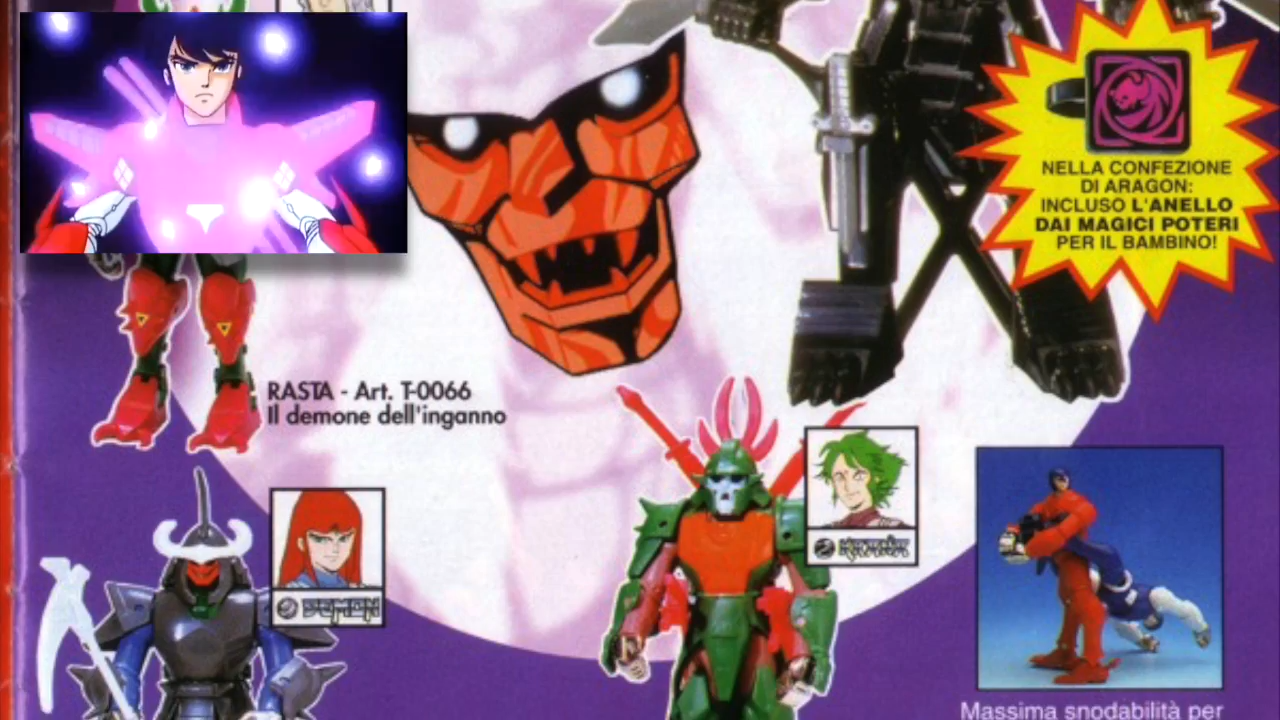 NELLA CONFEZIONE
DI ARAGON:
INCLUSO L'ANELLO
DAI MAGICI POTERI
PER IL BAMBINO!
RASTA - Art. T-0066
Il demone dell'inganno
DEMON
Massima snodabilità per